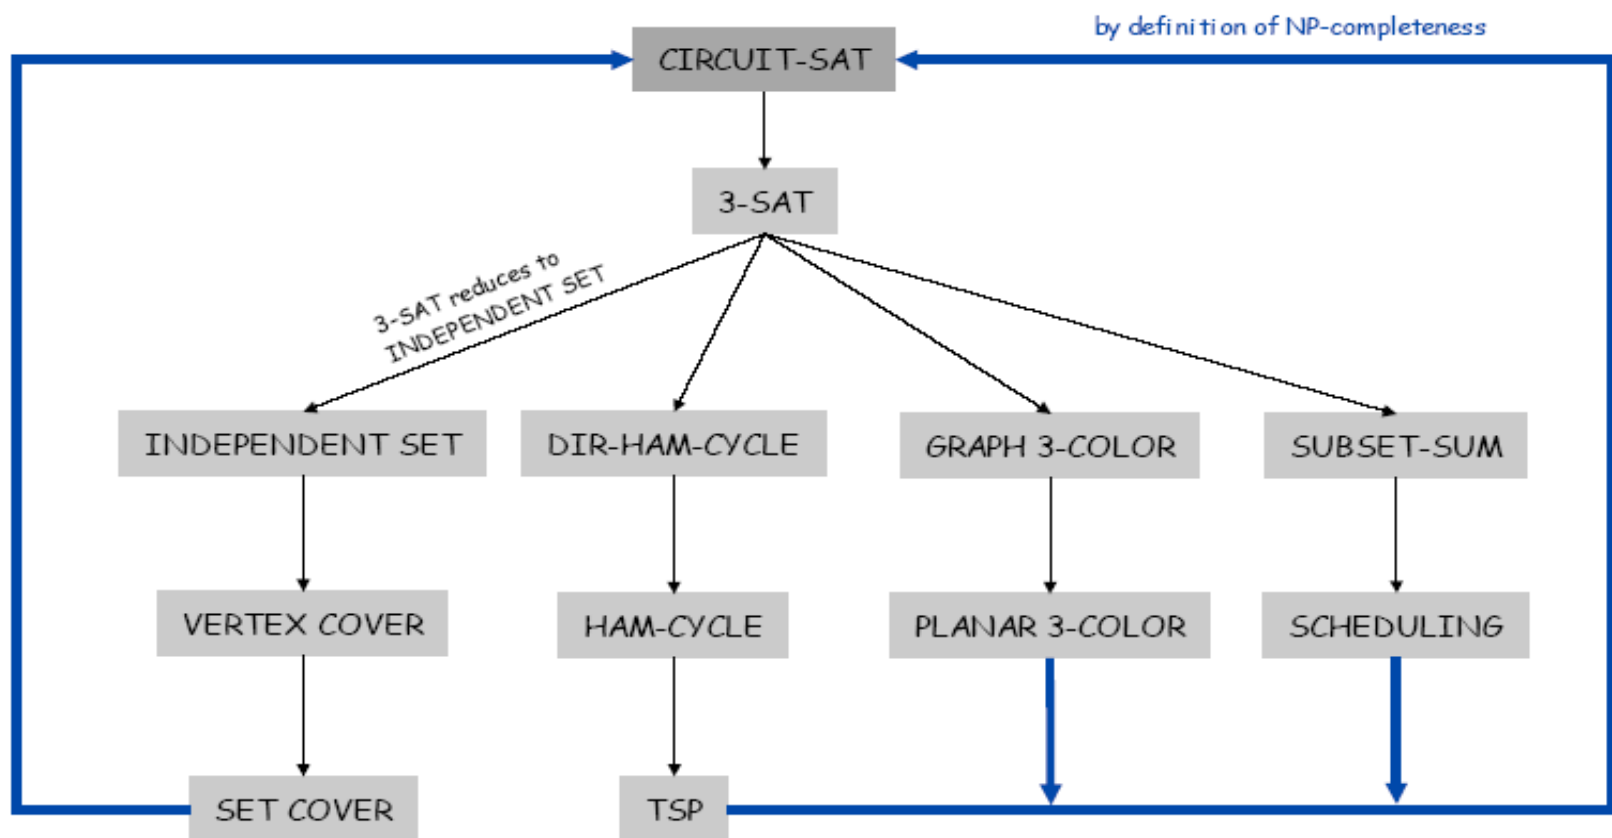 by definition of NP-completeness
CIRCUIT-SAT
3-SAT
3-SAT reduces to
INDEPENDENT SET
INDEPENDENT SET
DIR-HAM-CYCLE
GRAPH 3-COLOR
SUBSET-SUM
VERTEX COVER
HAM-CYCLE
PLANAR 3-COLOR
SCHEDULING
SET COVER
TSP